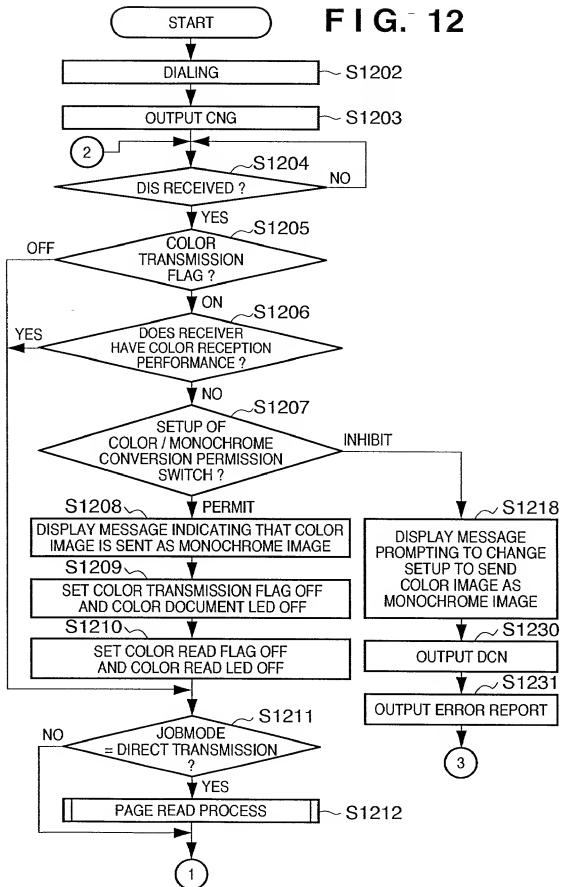 FIG. 12
START
DIALING
S1202
OUTPUT CNG
S1203
2
S1204
DIS RECEIVED ?
NO
YES
S1205
COLOR
TRANSMISSION
FLAG ?
OFF
ON
S1206
DOES RECEIVER
HAVE COLOR RECEPTION
PERFORMANCE ?
YES
NO
S1207
SETUP OF
COLOR / MONOCHROME
CONVERSION PERMISSION
SWITCH ?
INHIBIT
PERMIT
S1208
DISPLAY MESSAGE INDICATING THAT COLOR
IMAGE IS SENT AS MONOCHROME IMAGE
S1209
SET COLOR TRANSMISSION FLAG OFF
AND COLOR DOCUMENT LED OFF
S1210
SET COLOR READ FLAG OFF
AND COLOR READ LED OFF
S1218
DISPLAY MESSAGE
PROMPTING TO CHANGE
SETUP TO SEND
COLOR IMAGE AS
MONOCHROME IMAGE
S1230
OUTPUT DCN
S1231
OUTPUT ERROR REPORT
3
S1211
JOBMODE
= DIRECT TRANSMISSION
?
NO
YES
PAGE READ PROCESS
S1212
1